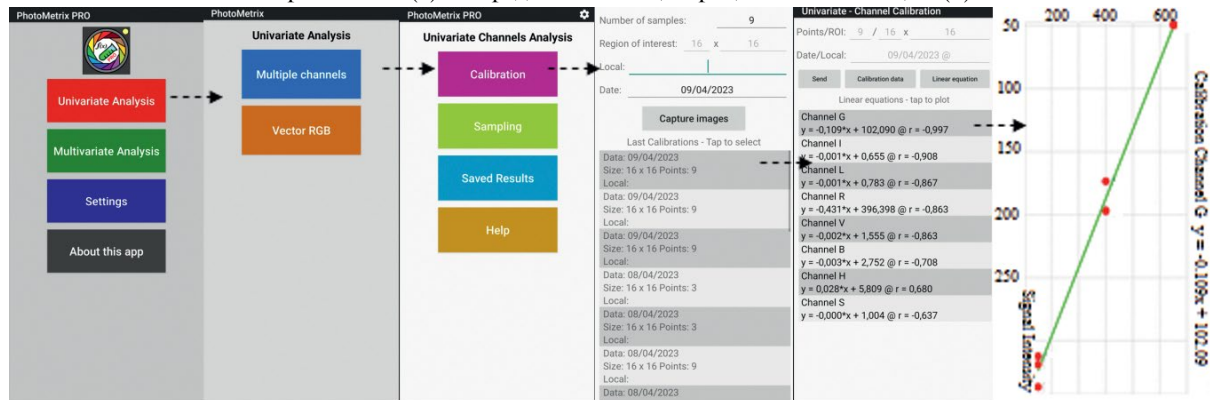 PhotoMetrix PRO
Univariate Analysis
Multivariate Analysis
Settings
About this app
PhotoMetrix
Univariate Analysis
Multiple channels
Vector RGB
PhotoMetrix PRO
Univariate Channels Analysis
Calibration
Sampling
Saved Results
Help
Number of samples: 9
Region of interest: 16 x 16
Local:
Date: 09/04/2023
Capture images
Last Calibrations - Tap to select
Data: 09/04/2023
Size: 16 x 16 Points: 9
Local:
Data: 09/04/2023
Size: 16 x 16 Points: 9
Local:
Data: 09/04/2023
Size: 16 x 16 Points: 9
Local:
Data: 08/04/2023
Size: 16 x 16 Points: 3
Local:
Data: 08/04/2023
Size: 16 x 16 Points: 3
Local:
Data: 08/04/2023
Size: 16 x 16 Points: 9
Local:
Data: 08/04/2023
Univariate - Channel Calibration
Points/ROI: 9 / 16 x 16
Date/Local: 09/04/2023 @
Send Calibration data Linear equation
Linear equations - tap to plot
Channel G
y = -0,109*x + 102,090 @ r = -0,997
Channel I
y = -0,001*x + 0,655 @ r = -0,908
Channel L
y = -0,001*x + 0,783 @ r = -0,867
Channel R
y = -0,431*x + 396,398 @ r = -0,863
Channel V
y = -0,002*x + 1,555 @ r = -0,863
Channel B
y = -0,003*x + 2,752 @ r = -0,708
Channel H
y = 0,028*x + 5,809 @ r = 0,680
Channel S
y = -0,000*x + 1,004 @ r = -0,637
200 400 600
50
100
150
200
250
Signal Intensity
Calibration Channel G y = -0.109x + 102.09